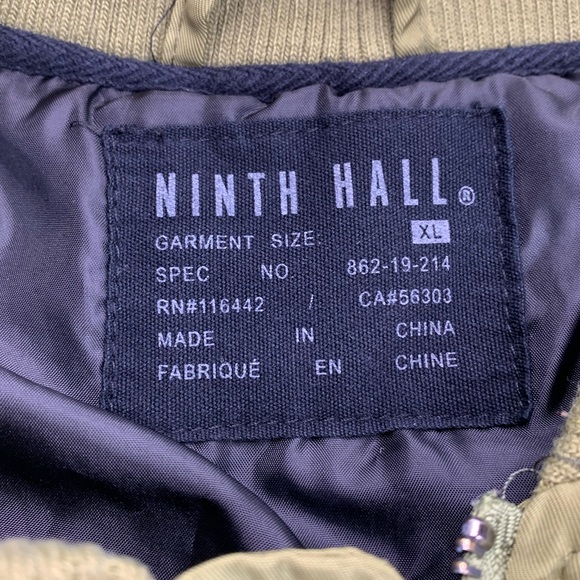 NINTH HALL®
GARMENT SIZE: XL
SPEC NO 862-19-214
RN#116442 / CA#56303
MADE IN CHINA
FABRIQUÉ EN CHINE